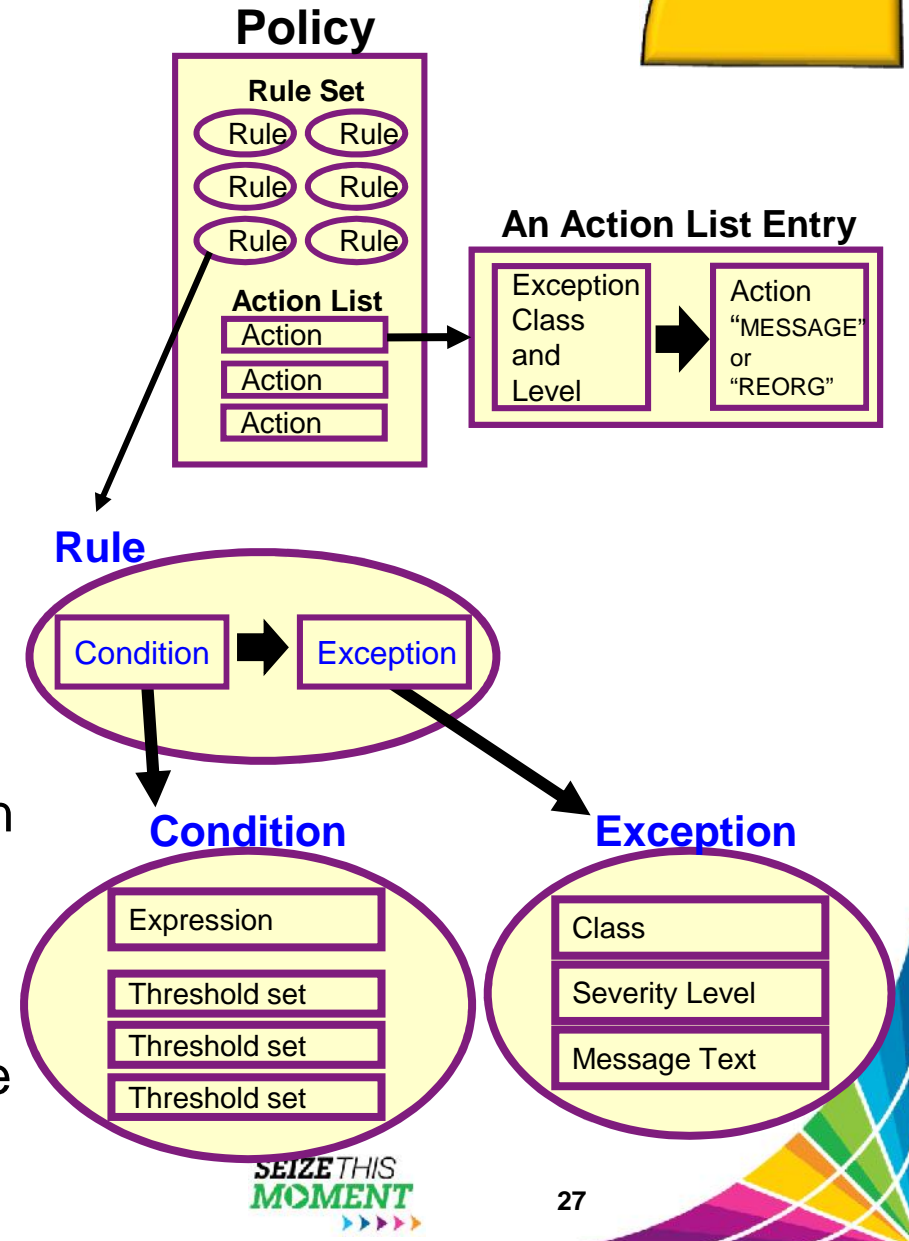 Policy
Rule Set
Rule Rule
Rule Rule
Rule Rule
Action List
Action
Action
Action
An Action List Entry
Exception
Class
and
Level
Action
“MESSAGE”
or
“REORG”
Rule
Condition
Exception
n
Condition
Expression
Threshold set
Threshold set
Threshold set
e
Exception
Class
Severity Level
Message Text
SEIZE THIS
MOMENT
27